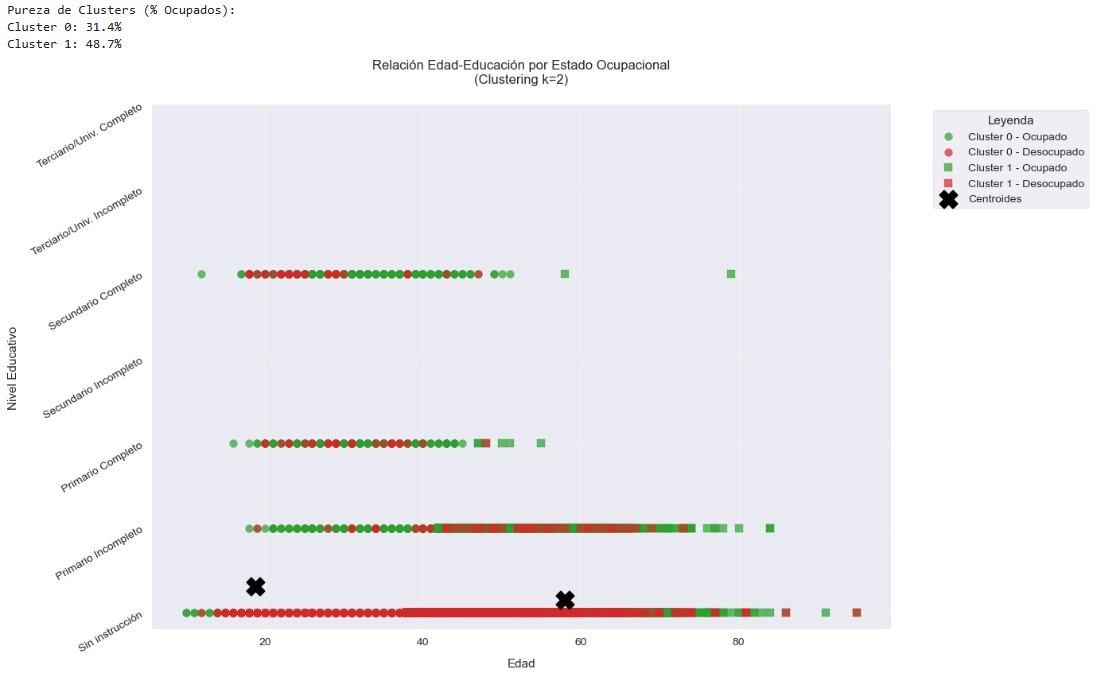 Pureza de Clusters (% Ocupados):
Cluster 0: 31.4%
Cluster 1: 48.7%
Relación Edad-Educación por Estado Ocupacional
(Clustering k=2)
Terciario/Univ. Completo
Terciario/Univ. Incompleto
Secundario Completo
Secundario Incompleto
Primario Completo
Primario Incompleto
Sin instrucción
Nivel Educativo
20
40
60
80
Edad
Leyenda
Cluster 0 - Ocupado
Cluster 0 - Desocupado
Cluster 1 - Ocupado
Cluster 1 - Desocupado
Centroides